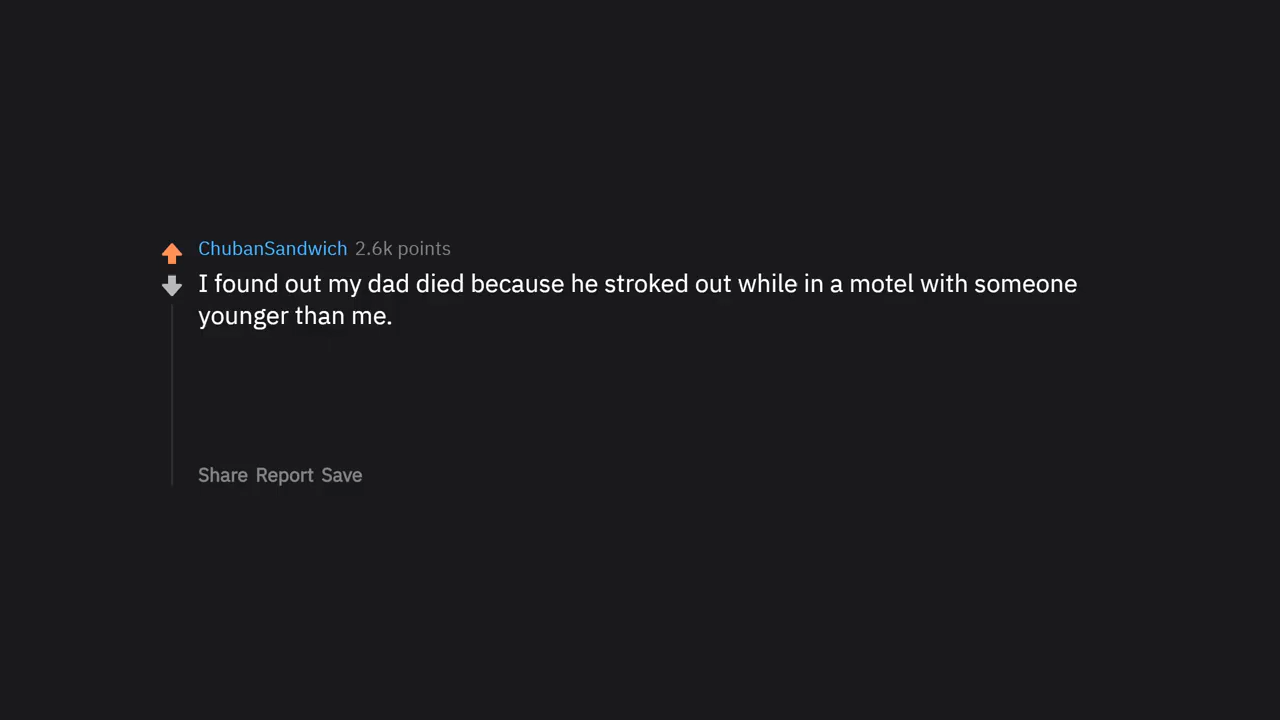 ChubanSandwich 2.6k points
I found out my dad died because he stroked out while in a motel with someone
younger than me.
Share Report Save